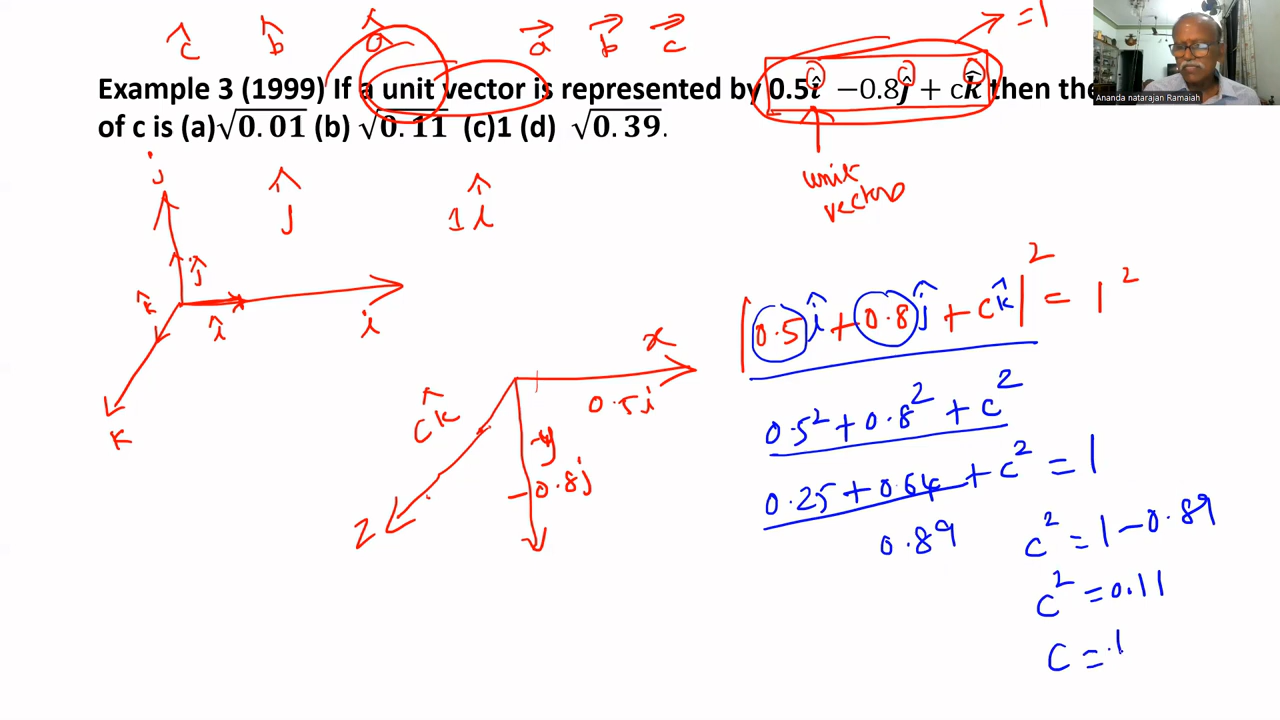 ĉ b̂ â a⃗ b⃗ c⃗ =1
Example 3 (1999) If a unit vector is represented by 0.5î −0.8ĵ + ck̂ then the
of c is (a)√0.01 (b) √0.11 (c)1 (d) √0.39.
Ananda natarajan Ramaiah
unit
vector
j ĵ 1î
ĵ
k̂ î i
k
|0.5î + 0.8ĵ + ck̂|² = 1²
x
0.5i
ck̂
-y
-0.8j
z
0.5² + 0.8² + c²
0.25 + 0.64 + c² = 1
0.89
c² = 1 - 0.89
c² = 0.11
c =